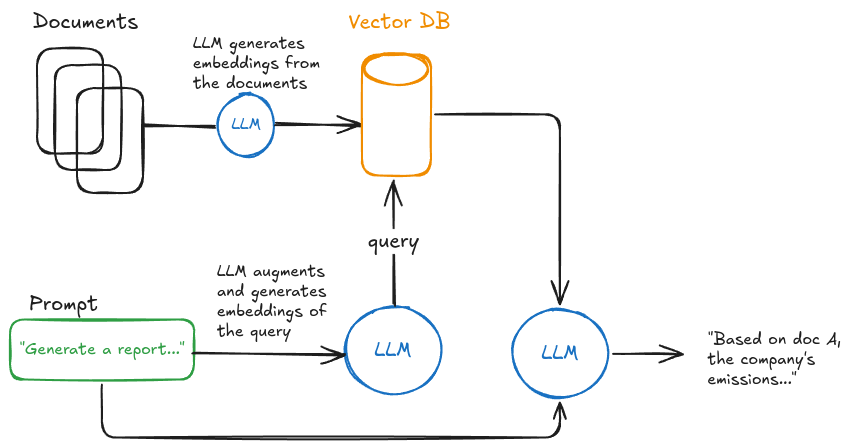 Documents
Vector DB
LLM generates
embeddings from
the documents
LLM
query
LLM augments
and generates
embeddings of
the query
Prompt
"Generate a report..."
LLM
LLM
"Based on doc A,
the company's
emissions..."